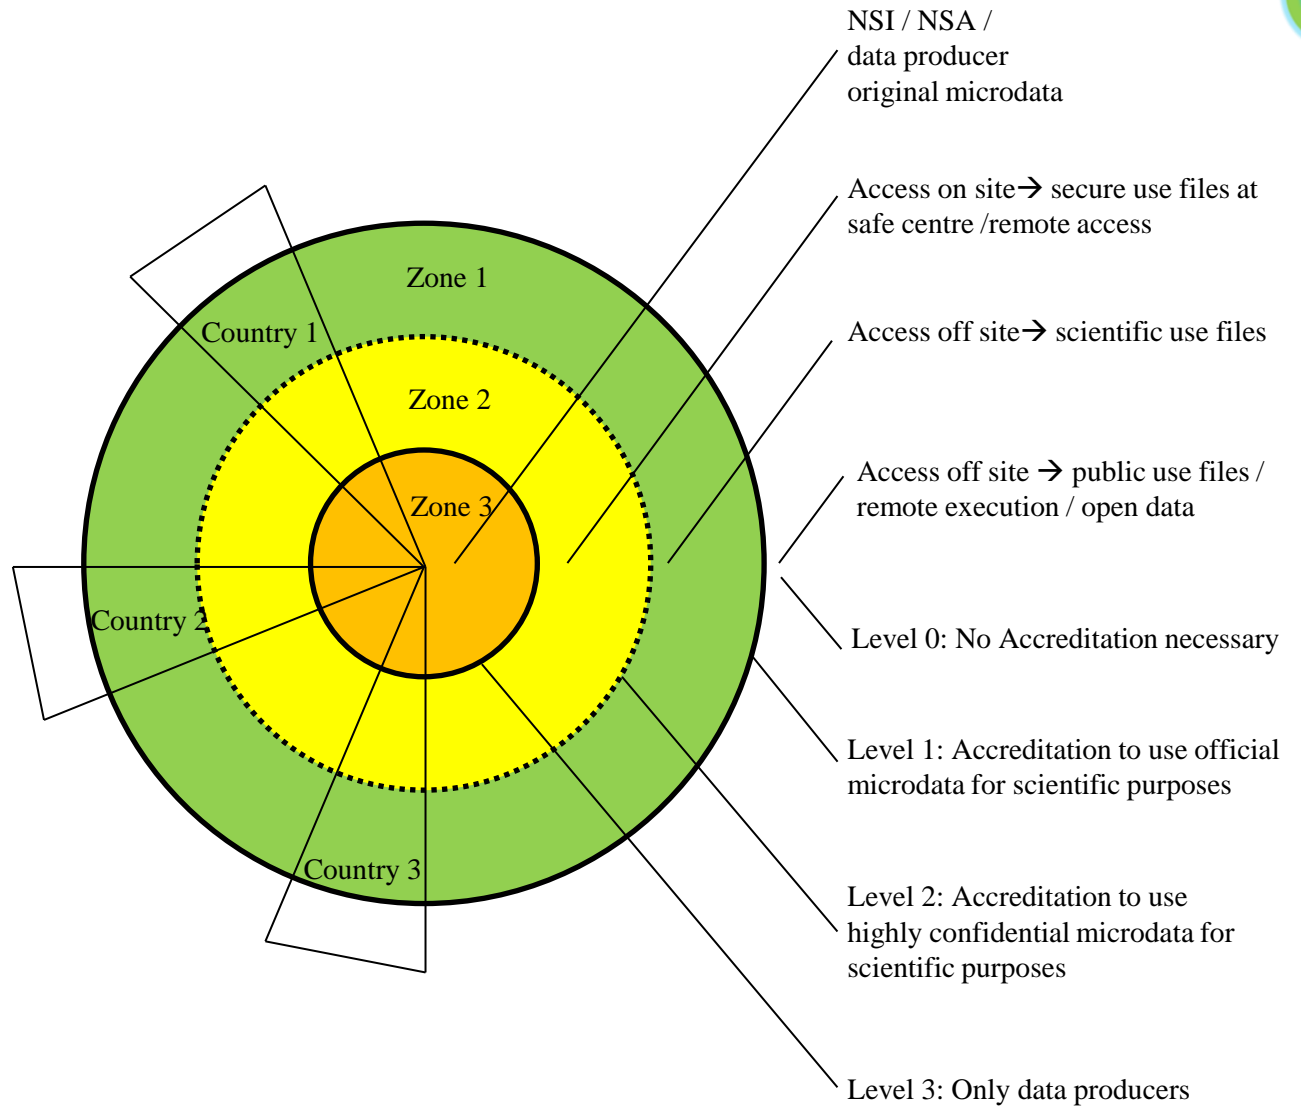 NSI / NSA /
data producer
original microdata
Access on site→ secure use files at
safe centre /remote access
Zone 1
Country 1
Access off site→ scientific use files
Zone 2
Access off site → public use files /
remote execution / open data
Zone 3
Country 2
Level 0: No Accreditation necessary
Level 1: Accreditation to use official
microdata for scientific purposes
Country 3
Level 2: Accreditation to use
highly confidential microdata for
scientific purposes
Level 3: Only data producers